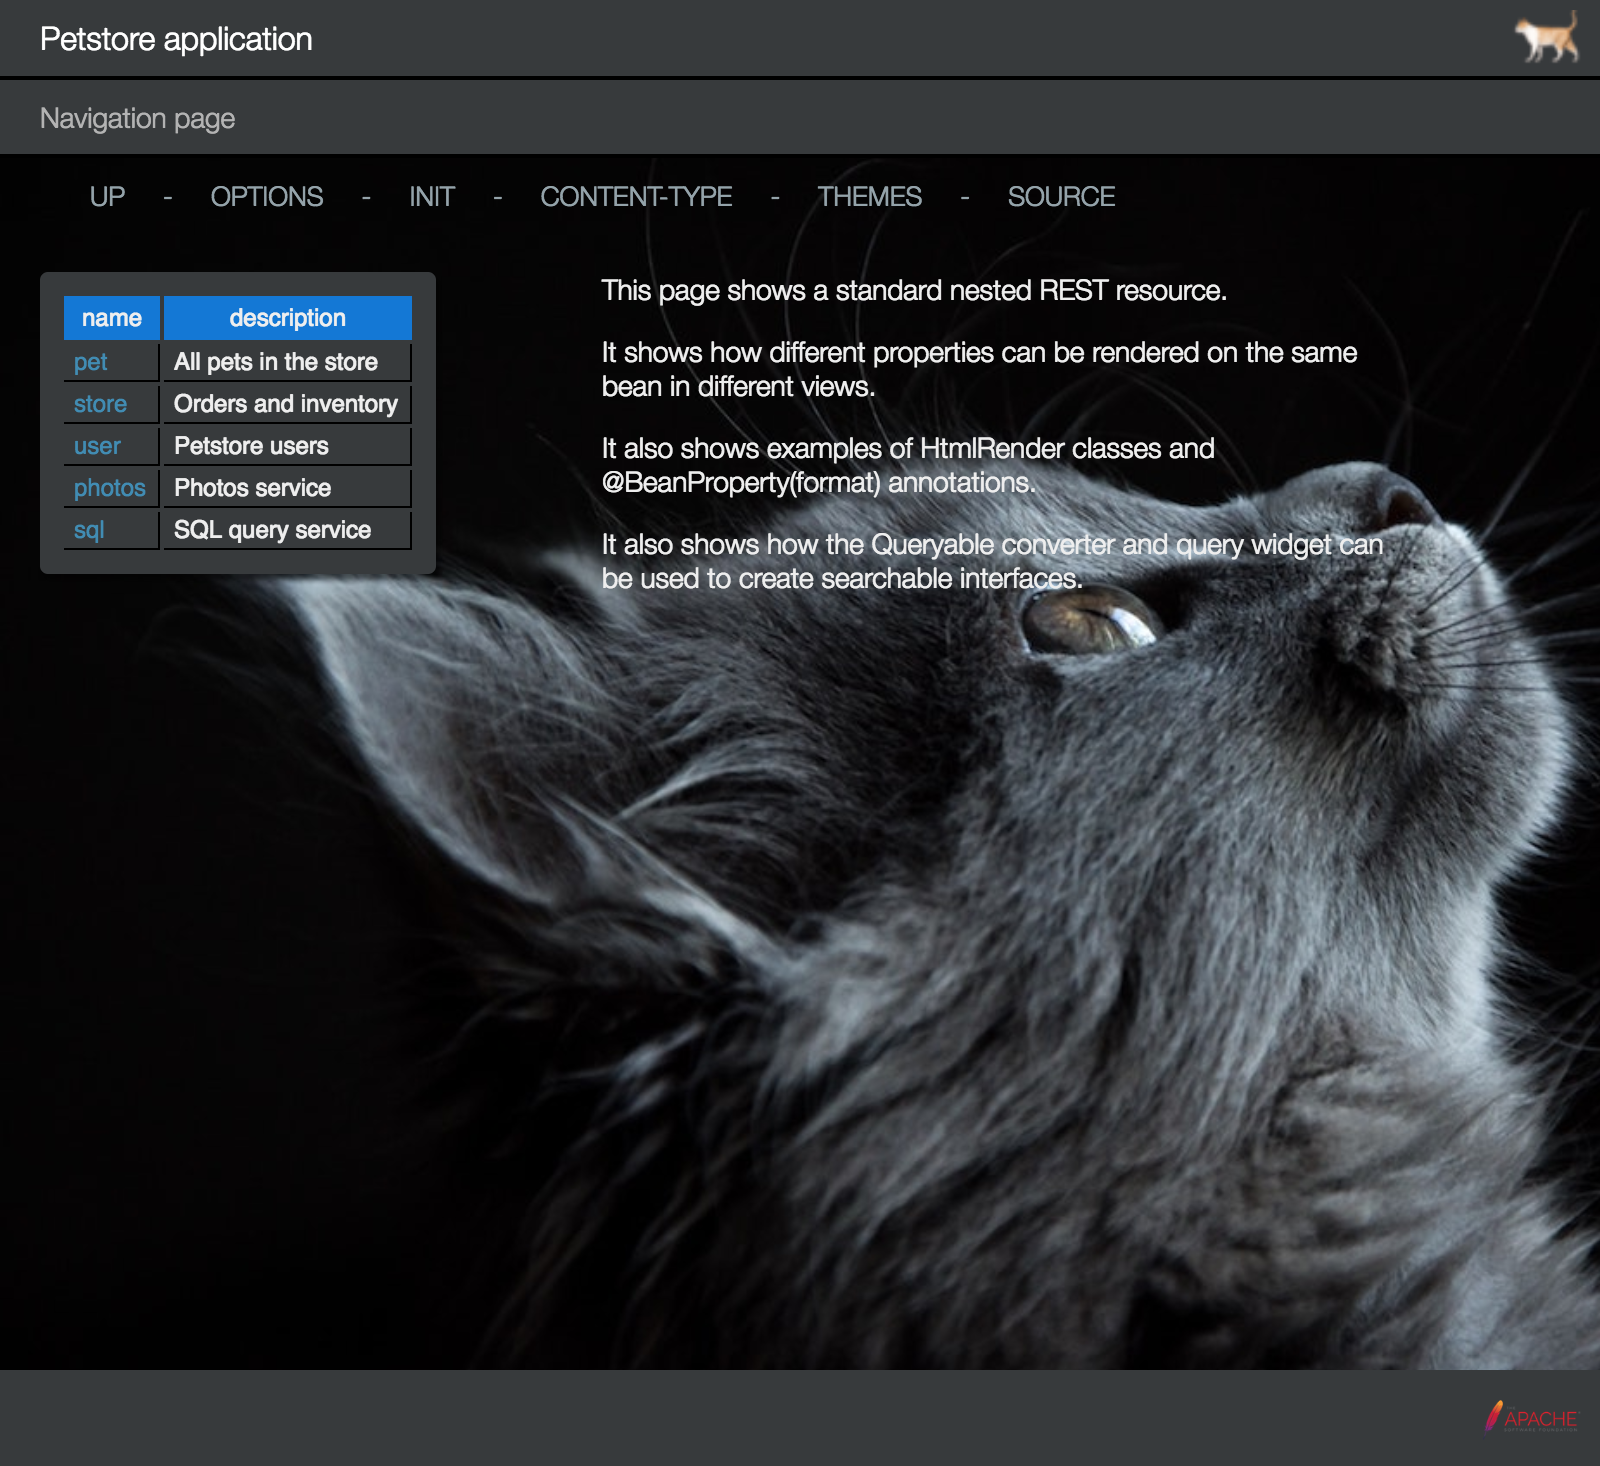 Petstore application
Navigation page
UP - OPTIONS - INIT - CONTENT-TYPE - THEMES - SOURCE
name description
pet All pets in the store
store Orders and inventory
user Petstore users
photos Photos service
sql SQL query service
This page shows a standard nested REST resource.
It shows how different properties can be rendered on the same
bean in different views.
It also shows examples of HtmlRender classes and
@BeanProperty(format) annotations.
It also shows how the Queryable converter and query widget can
be used to create searchable interfaces.
APACHE
SOFTWARE FOUNDATION